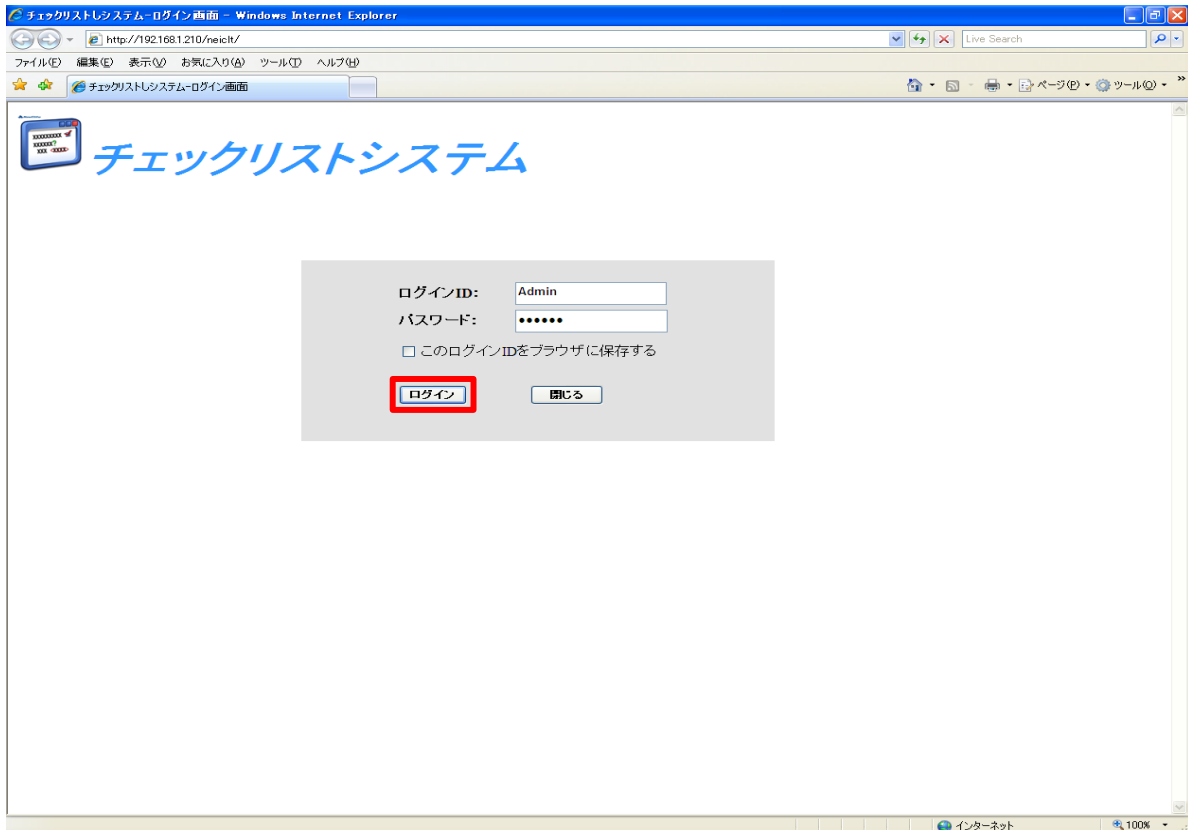 チェックリストしシステム-ログイン画面 - Windows Internet Explorer
http://192.168.1.210/neiclt/
Live Search
ファイル(F) 編集(E) 表示(V) お気に入り(A) ツール(T) ヘルプ(H)
チェックリストしシステム-ログイン画面
ページ(P) ツール(O)
チェックリストシステム
ログインID: Admin
パスワード: ••••••
このログインIDをブラウザに保存する
ログイン 閉じる
インターネット 100%